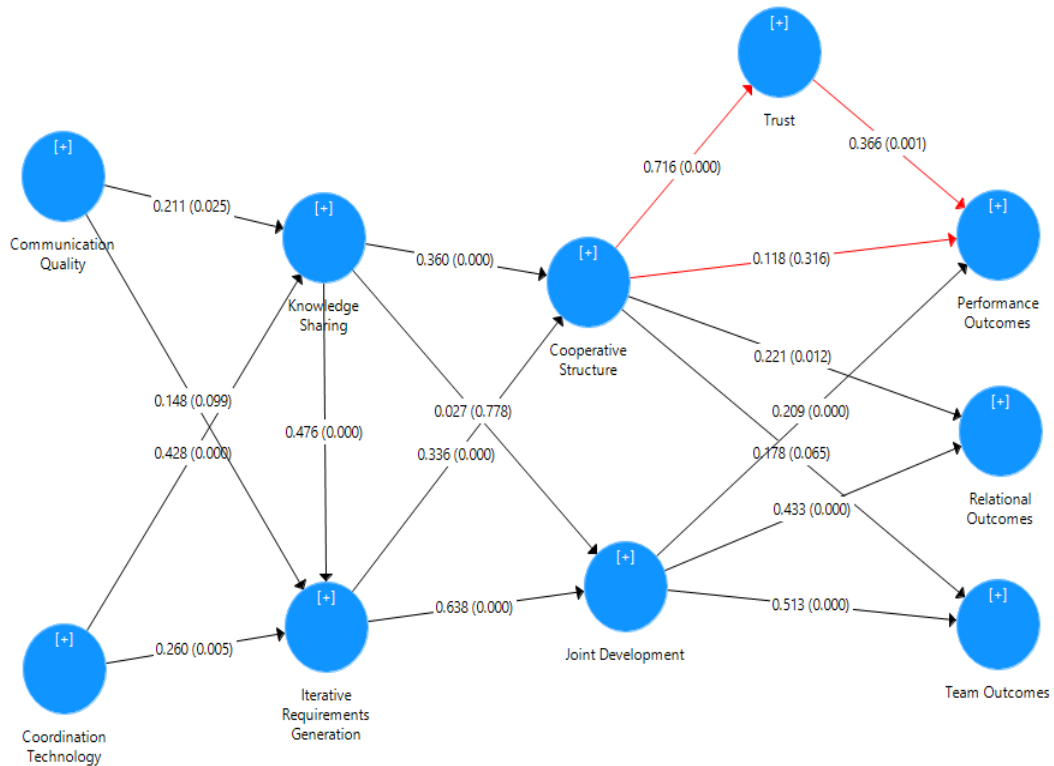 [+]
Trust
0.366 (0.001)
0.716 (0.000)
[+]
Communication
Quality
0.211 (0.025)
[+]
Knowledge
Sharing
0.360 (0.000)
[+]
Cooperative
Structure
0.118 (0.316)
[+]
Performance
Outcomes
0.221 (0.012)
0.148 (0.099)
0.428 (0.000)
0.476 (0.000)
0.027 (0.778)
0.336 (0.000)
0.209 (0.000)
0.178 (0.065)
[+]
Relational
Outcomes
0.433 (0.000)
[+]
Coordination
Technology
0.260 (0.005)
[+]
Iterative
Requirements
Generation
0.638 (0.000)
[+]
Joint Development
0.513 (0.000)
[+]
Team Outcomes